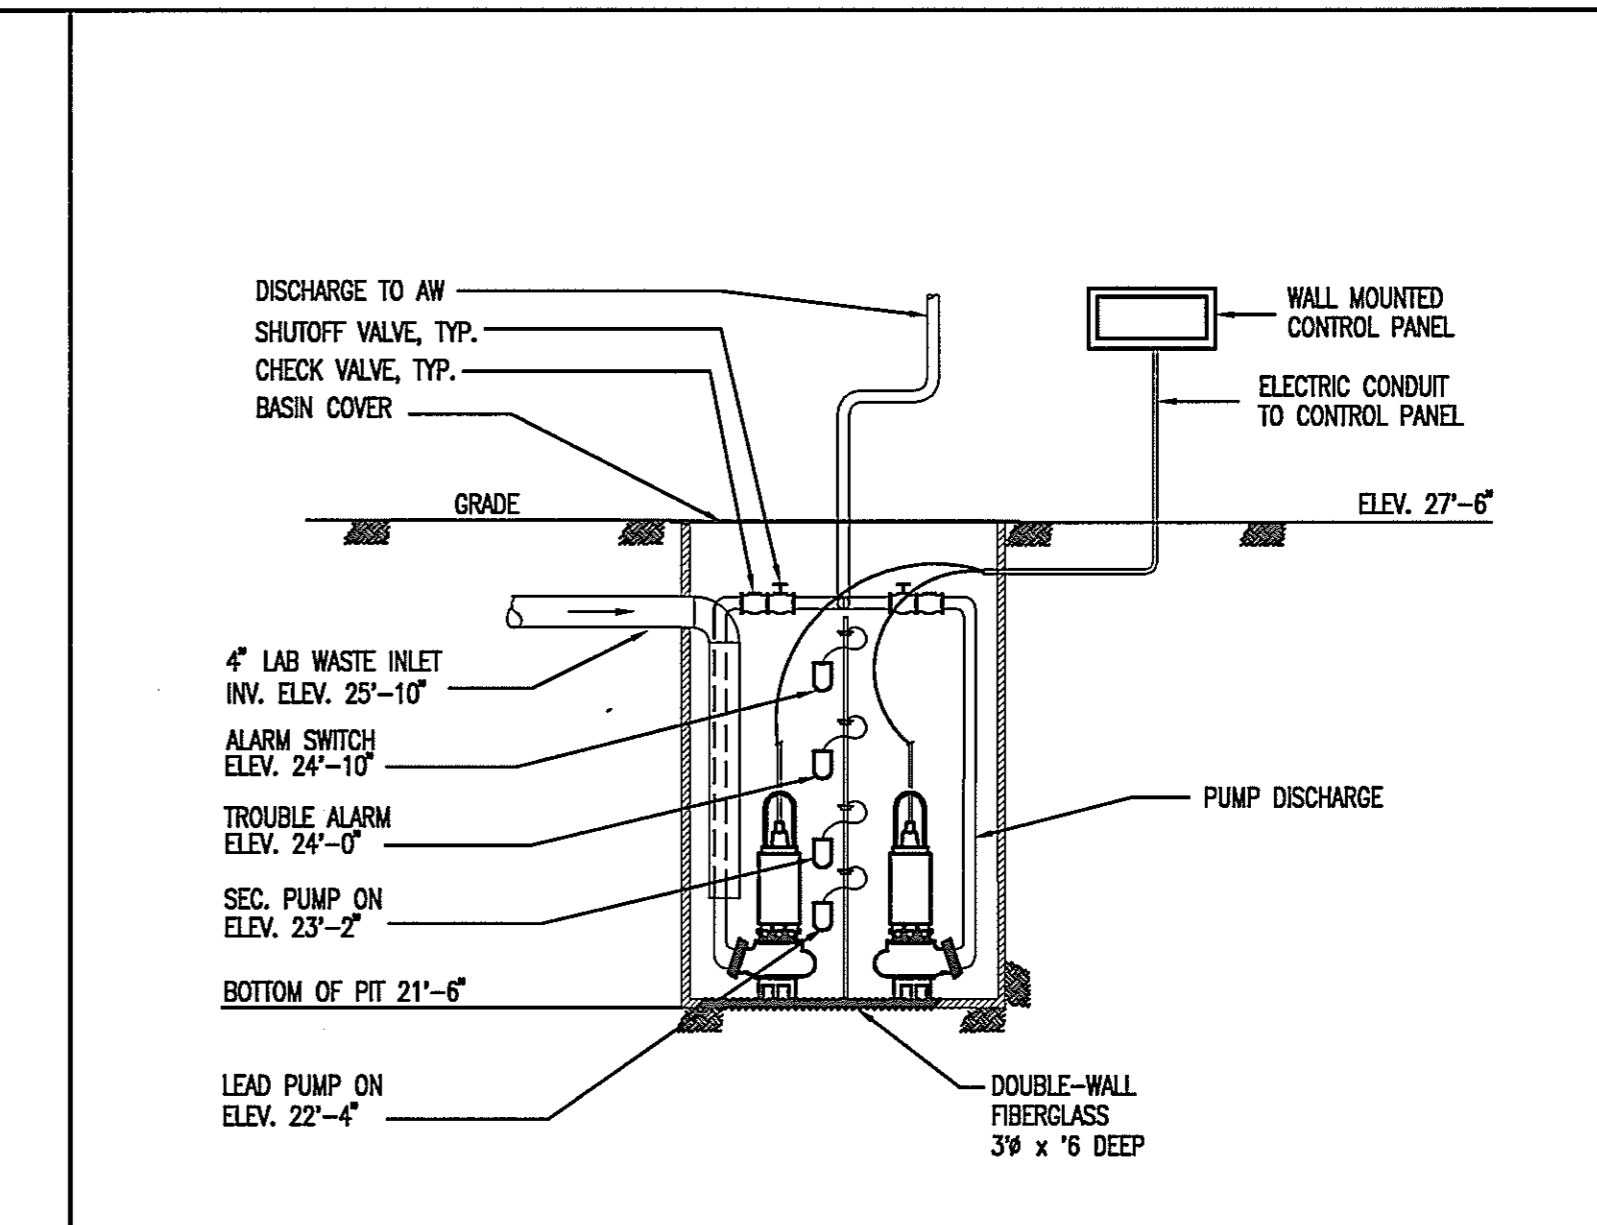 DISCHARGE TO AW
SHUTOFF VALVE, TYP.
CHECK VALVE, TYP.
BASIN COVER
WALL MOUNTED
CONTROL PANEL
ELECTRIC CONDUIT
TO CONTROL PANEL
GRADE
ELEV. 27'-6"
4" LAB WASTE INLET
INV. ELEV. 25'-10"
ALARM SWITCH
ELEV. 24'-10"
TROUBLE ALARM
ELEV. 24'-0"
SEC. PUMP ON
ELEV. 23'-2"
PUMP DISCHARGE
BOTTOM OF PIT 21'-6"
LEAD PUMP ON
ELEV. 22'-4"
DOUBLE-WALL
FIBERGLASS
3'ø x '6 DEEP